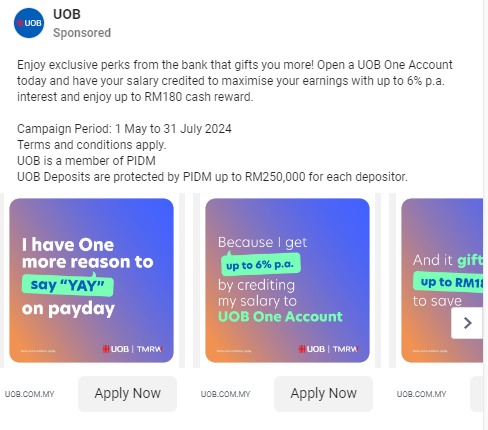 UOB
UOB
Sponsored
Enjoy exclusive perks from the bank that gifts you more! Open a UOB One Account
today and have your salary credited to maximise your earnings with up to 6% p.a.
interest and enjoy up to RM180 cash reward.
Campaign Period: 1 May to 31 July 2024
Terms and conditions apply.
UOB is a member of PIDM
UOB Deposits are protected by PIDM up to RM250,000 for each depositor.
I have One
more reason to
say “YAY”
on payday
UOB | TMRW
UOB.COM.MY
Apply Now
Because I get
up to 6% p.a.
by crediting
my salary to
UOB One Account
UOB | TMRW
UOB.COM.MY
Apply Now
And it
up to
to save
UOB.COM.MY